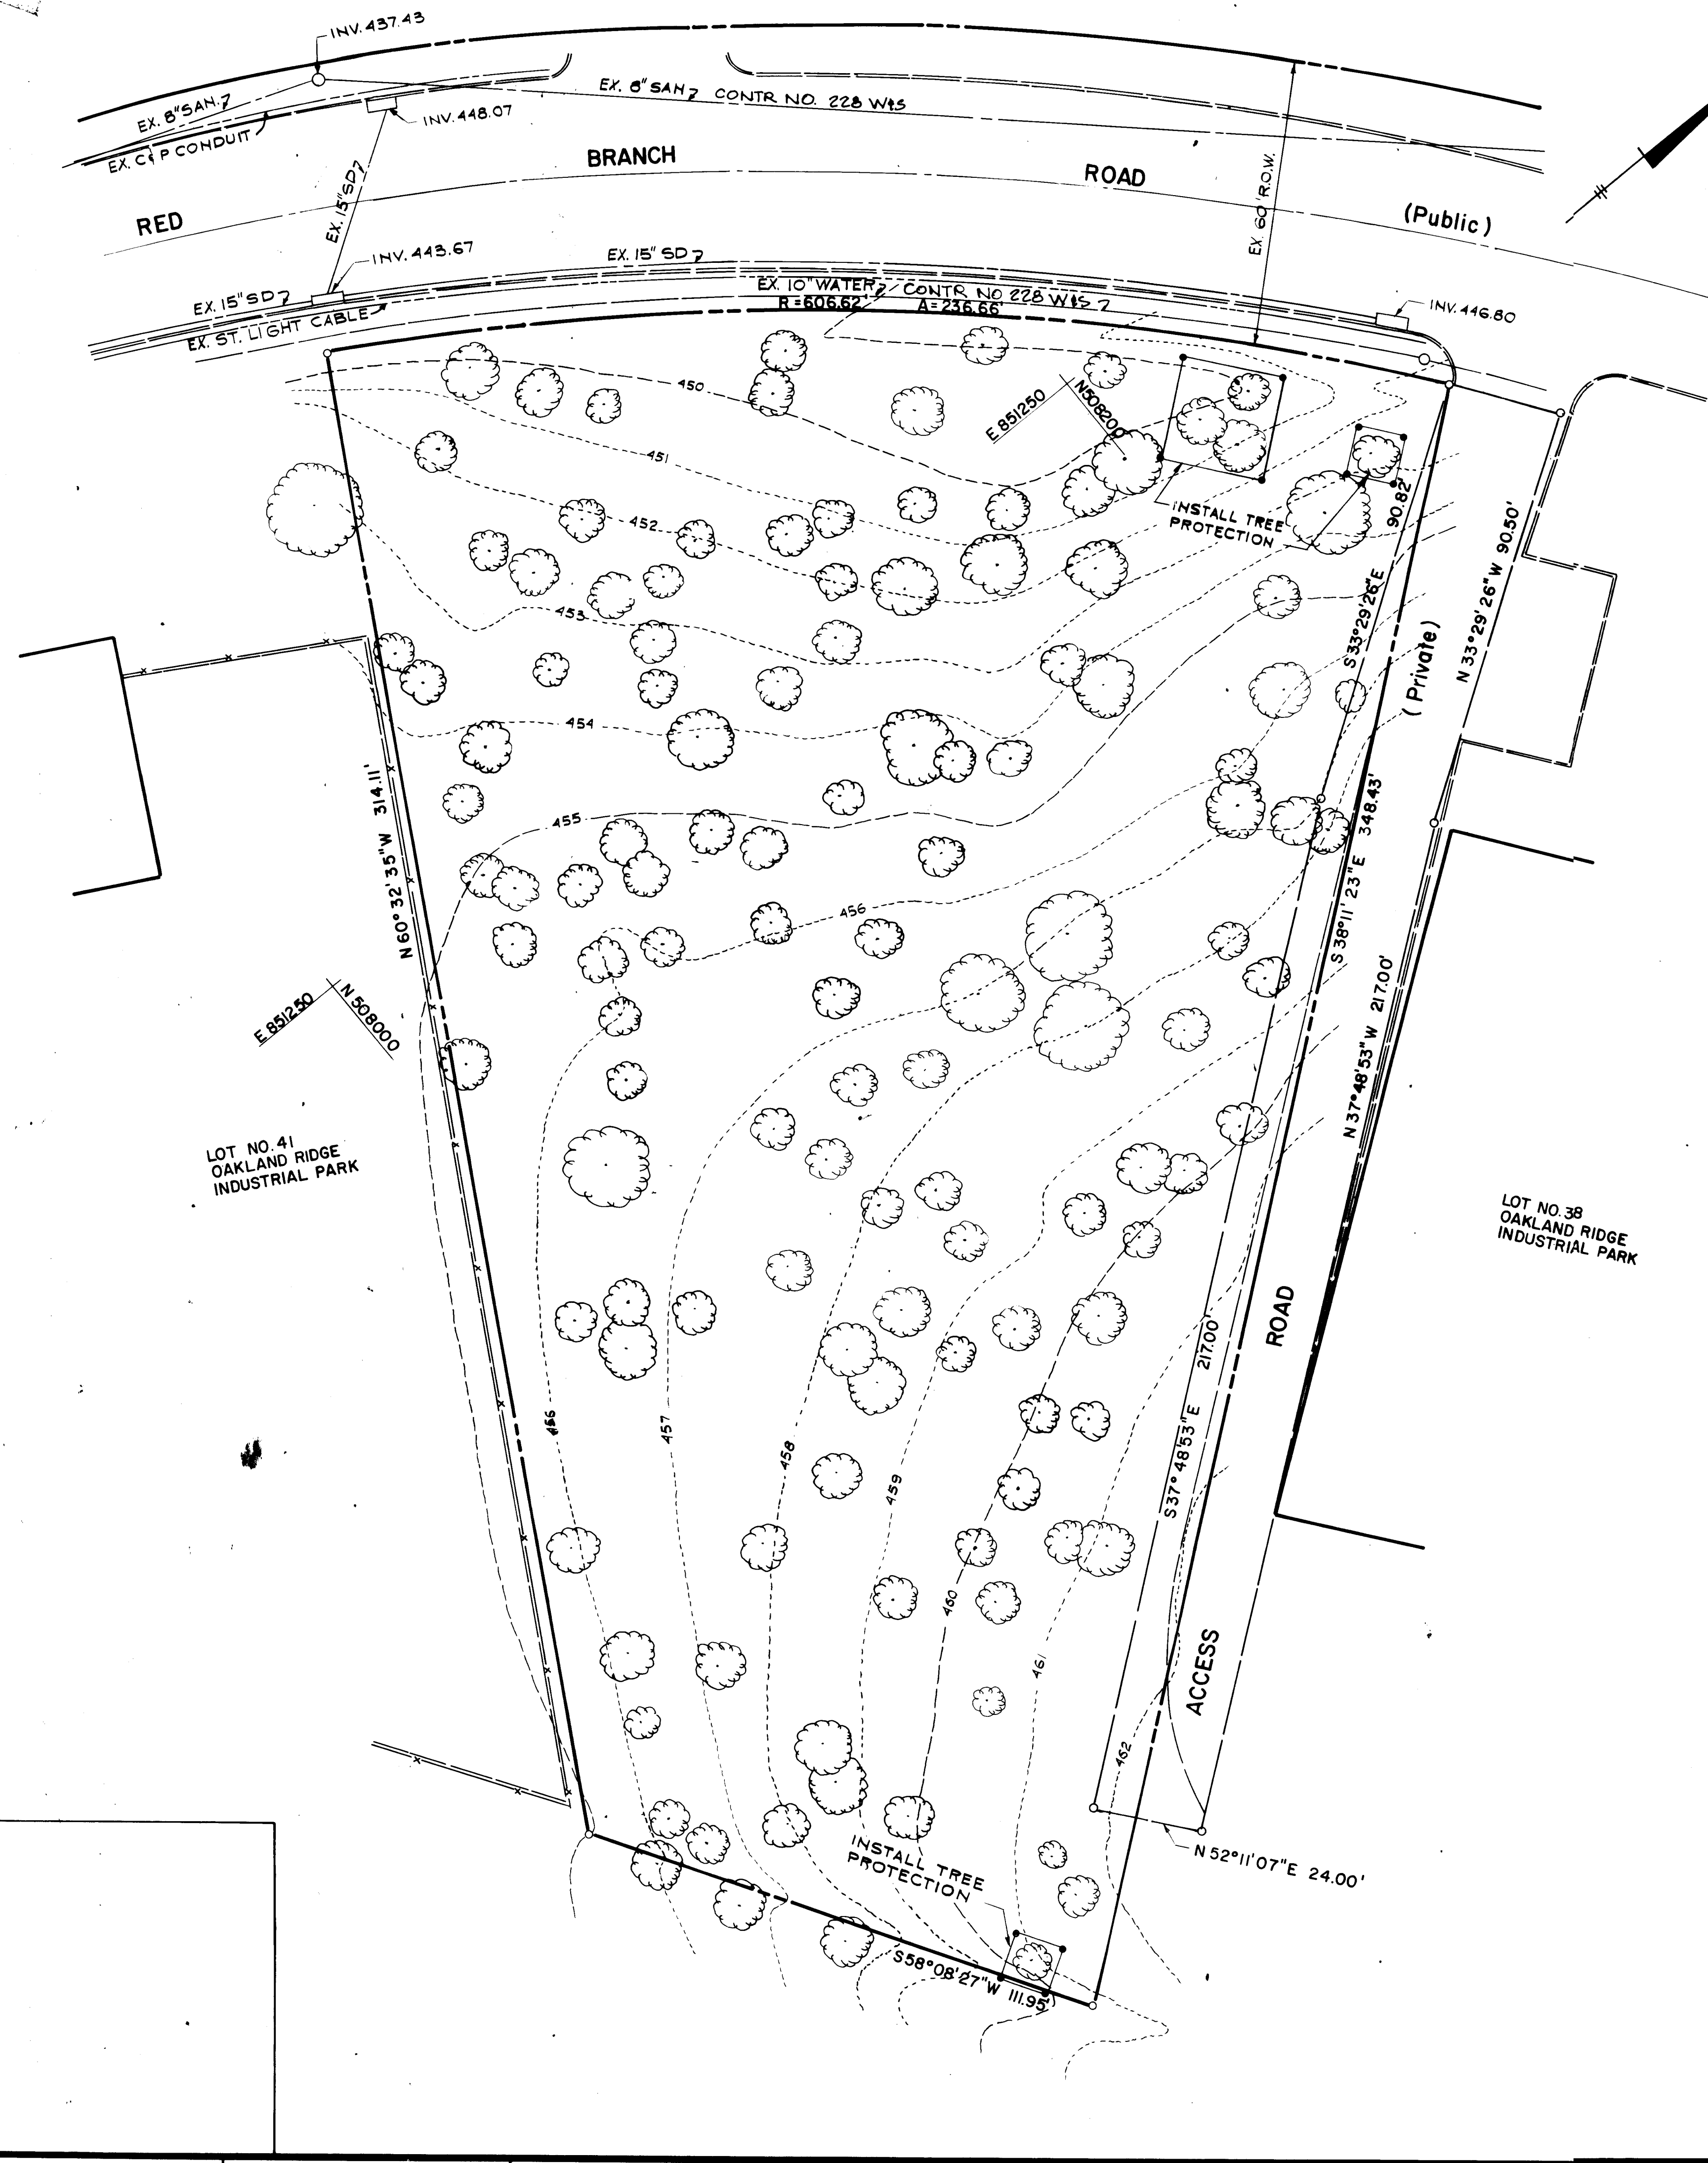 INV. 437.43
EX. 8" SAN.
EX. C&P CONDUIT
INV. 448.07
EX. 8" SAN
CONTR NO. 228 W&S
BRANCH
ROAD
RED
(Public)
EX. 15" SD
EX. 60' R.O.W.
INV. 443.67
EX. 15" SD
EX. 15" SD
EX. ST. LIGHT CABLE
EX. 10" WATER
CONTR NO 228 W&S
R=606.62'
A=236.66'
INV. 446.80
450
E 851250
N508200
451
INSTALL TREE
PROTECTION
90.82'
452
S33°29'26"E
N 33°29'26"W 90.50'
453
(Private)
454
N60°32'35"W 314.11'
455
S38°11'23"E 348.43'
456
N37°48'53"W 217.00'
E 851250
N 508000
LOT NO. 41
OAKLAND RIDGE
INDUSTRIAL PARK
LOT NO. 38
OAKLAND RIDGE
INDUSTRIAL PARK
ROAD
S37°48'53"E 217.00'
456
457
458
459
460
461
ACCESS
462
N 52°11'07"E 24.00'
INSTALL TREE
PROTECTION
S58°08'27"W 111.95'